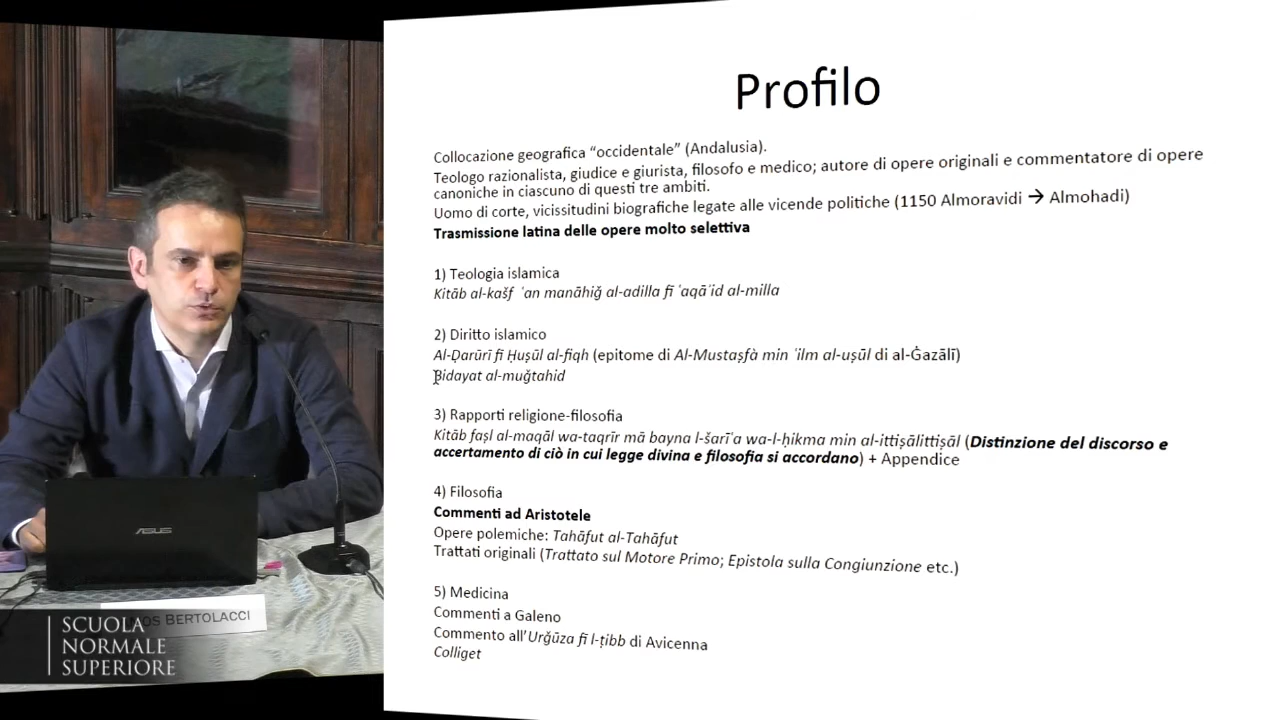 Profilo
Collocazione geografica “occidentale” (Andalusia).
Teologo razionalista, giudice e giurista, filosofo e medico; autore di opere originali e commentatore di opere
canoniche in ciascuno di questi tre ambiti.
Uomo di corte, vicissitudini biografiche legate alle vicende politiche (1150 Almoravidi → Almohadi)
Trasmissione latina delle opere molto selettiva
1) Teologia islamica
Kitāb al-kašf ʿan manāhiǧ al-adilla fī ʿaqāʾid al-milla
2) Diritto islamico
Al-Ḍarūrī fī Ḥuṣūl al-fiqh (epitome di Al-Mustaṣfà min ʿilm al-uṣūl di al-Ġazālī)
Bidayat al-muǧtahid
3) Rapporti religione-filosofia
Kitāb faṣl al-maqāl wa-taqrīr mā bayna l-šarīʿa wa-l-ḥikma min al-ittiṣālittiṣāl (Distinzione del discorso e
accertamento di ciò in cui legge divina e filosofia si accordano) + Appendice
4) Filosofia
Commenti ad Aristotele
Opere polemiche: Tahāfut al-Tahāfut
Trattati originali (Trattato sul Motore Primo; Epistola sulla Congiunzione etc.)
5) Medicina
Commenti a Galeno
Commento all’Urǧūza fī l-ṭibb di Avicenna
Colliget
ASUS
OS BERTOLACCI
SCUOLA
NORMALE
SUPERIORE